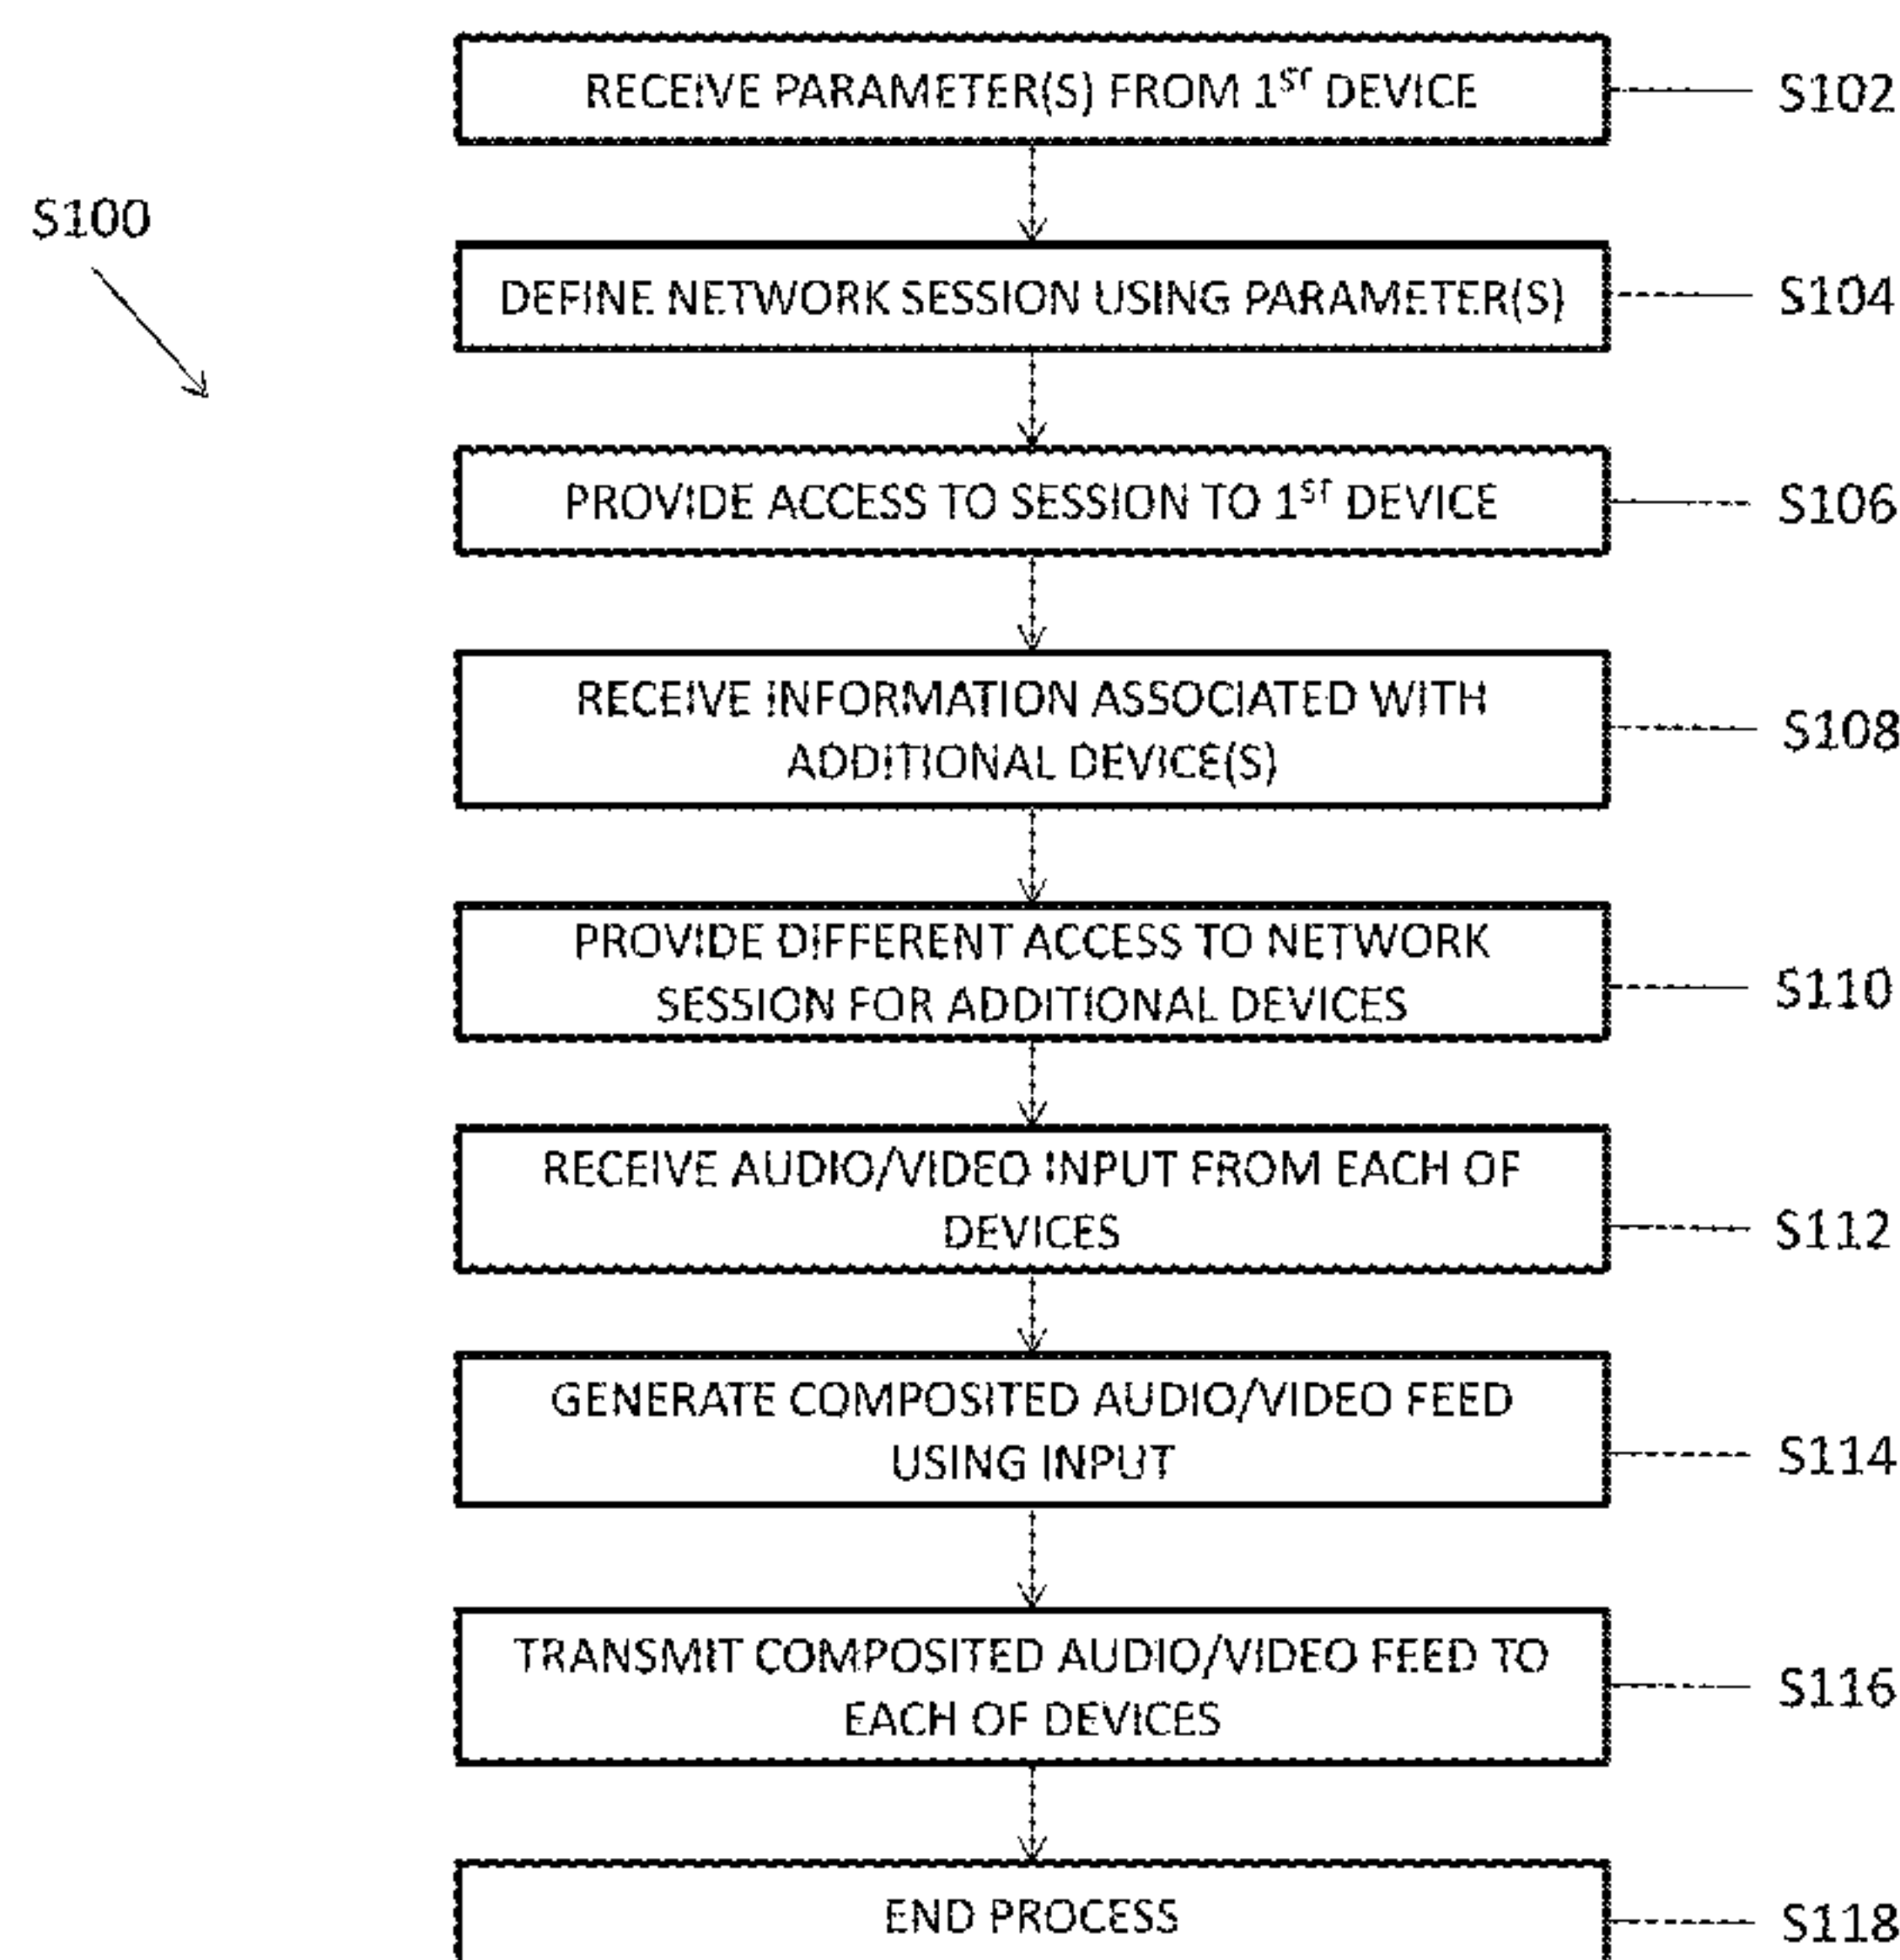 RECEIVE PARAMETER(S) FROM 1ST DEVICE
S102
S100
DEFINE NETWORK SESSION USING PARAMETER(S)
S104
PROVIDE ACCESS TO SESSION TO 1ST DEVICE
S106
RECEIVE INFORMATION ASSOCIATED WITH
ADDITIONAL DEVICE(S)
S108
PROVIDE DIFFERENT ACCESS TO NETWORK
SESSION FOR ADDITIONAL DEVICES
S110
RECEIVE AUDIO/VIDEO INPUT FROM EACH OF
DEVICES
S112
GENERATE COMPOSITED AUDIO/VIDEO FEED
USING INPUT
S114
TRANSMIT COMPOSITED AUDIO/VIDEO FEED TO
EACH OF DEVICES
S116
END PROCESS
S118